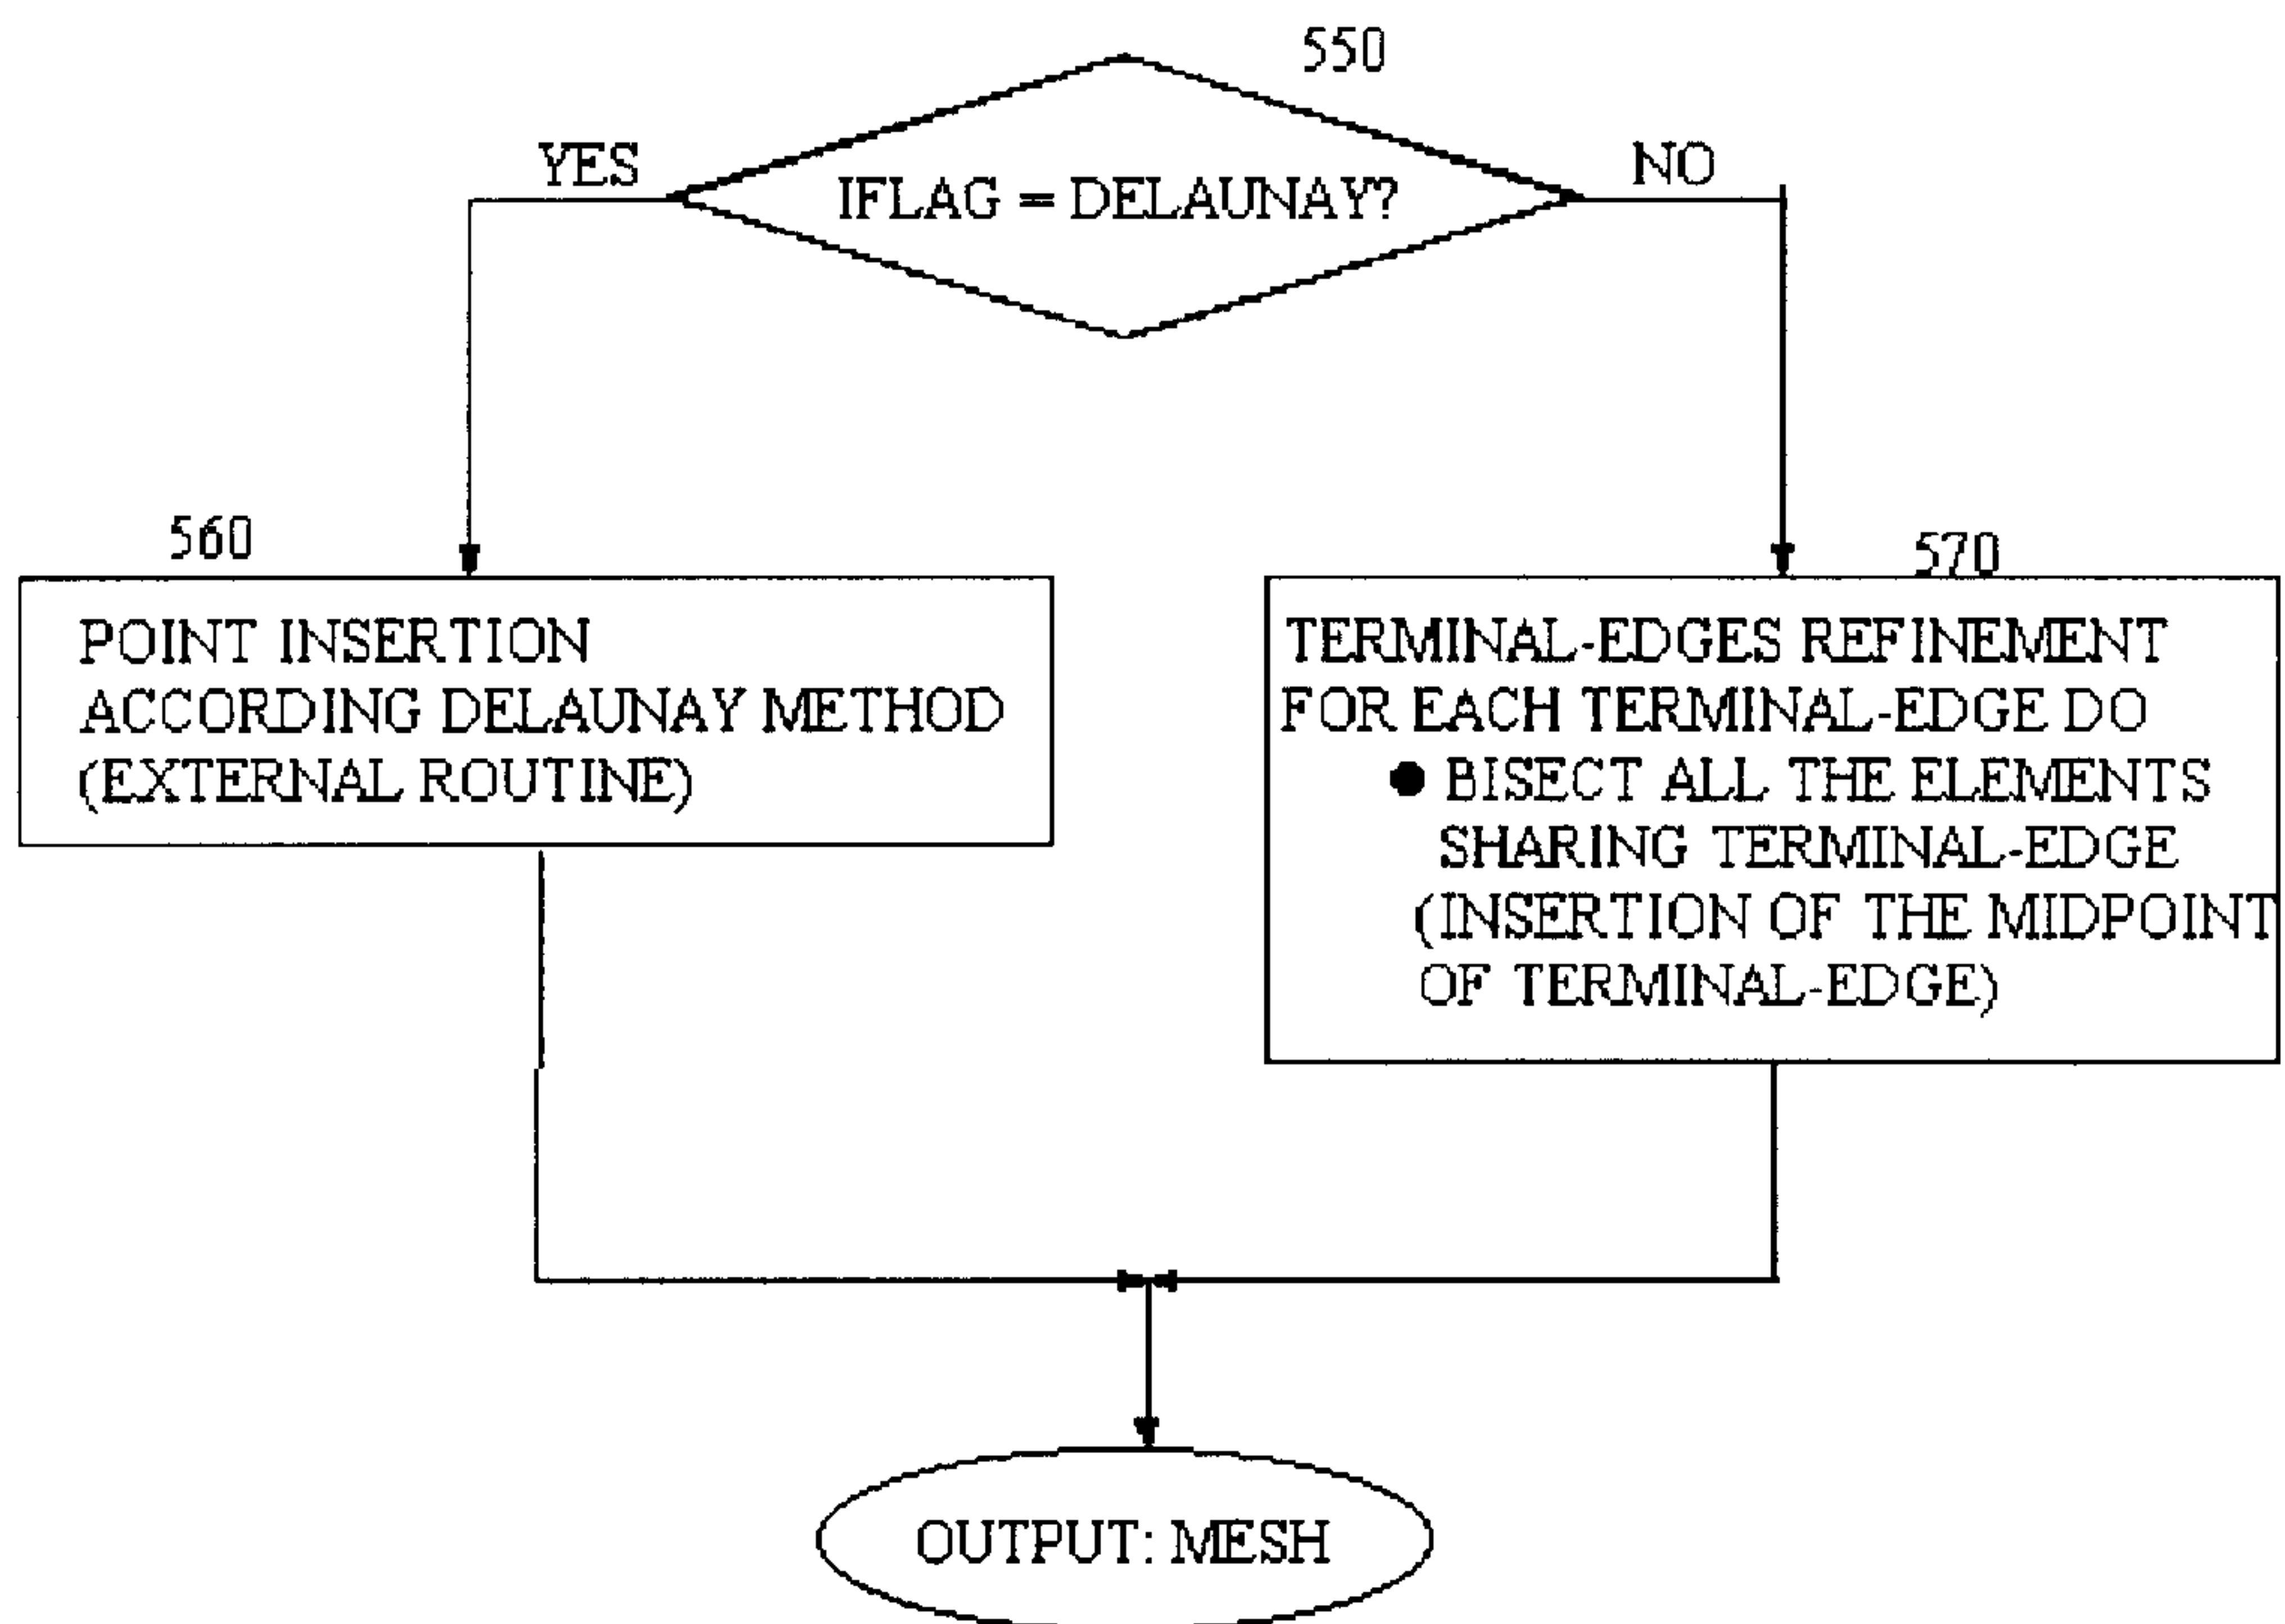 550
YES
NO
IFLAG = DELAUNAY?
560
570
POINT INSERTION
ACCORDING DELAUNAY METHOD
(EXTERNAL ROUTINE)
TERMINAL-EDGES REFINEMENT
FOR EACH TERMINAL-EDGE DO
● BISECT ALL THE ELEMENTS
SHARING TERMINAL-EDGE
(INSERTION OF THE MIDPOINT
OF TERMINAL-EDGE)
OUTPUT: MESH